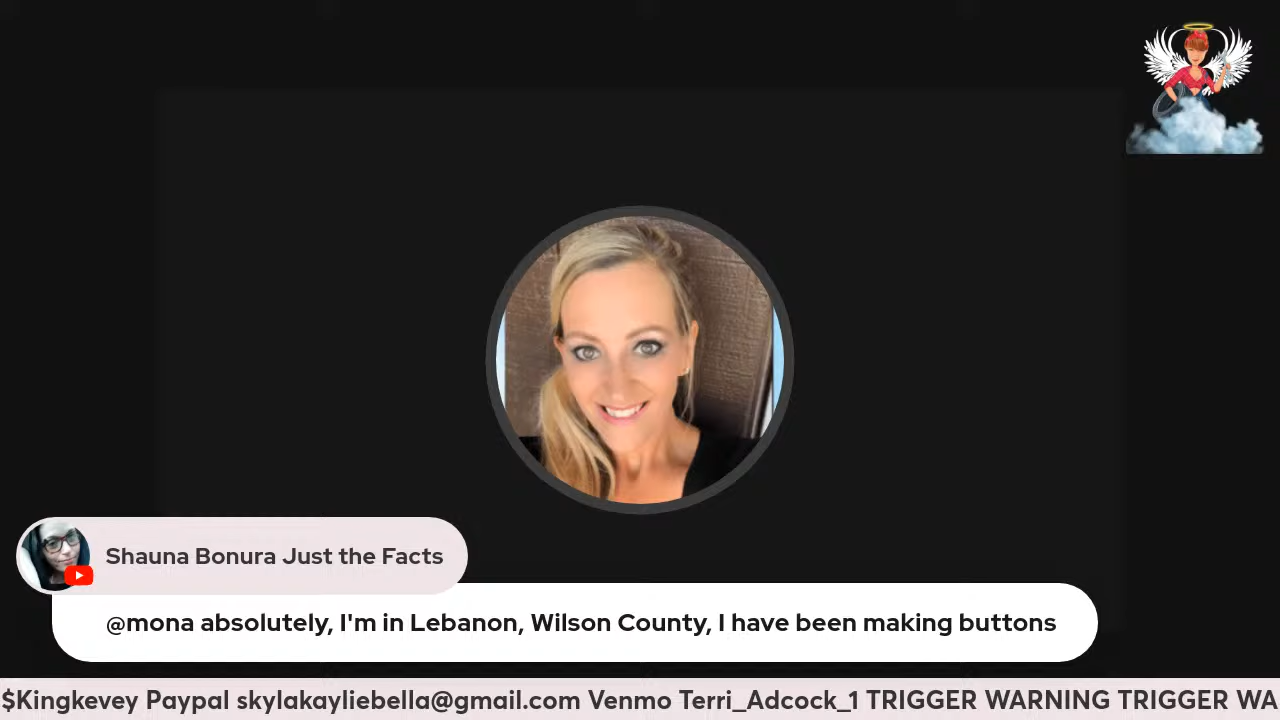 Shauna Bonura Just the Facts
@mona absolutely, I'm in Lebanon, Wilson County, I have been making buttons
$Kingkevey Paypal skylakayliebella@gmail.com Venmo Terri_Adcock_1 TRIGGER WARNING TRIGGER WA